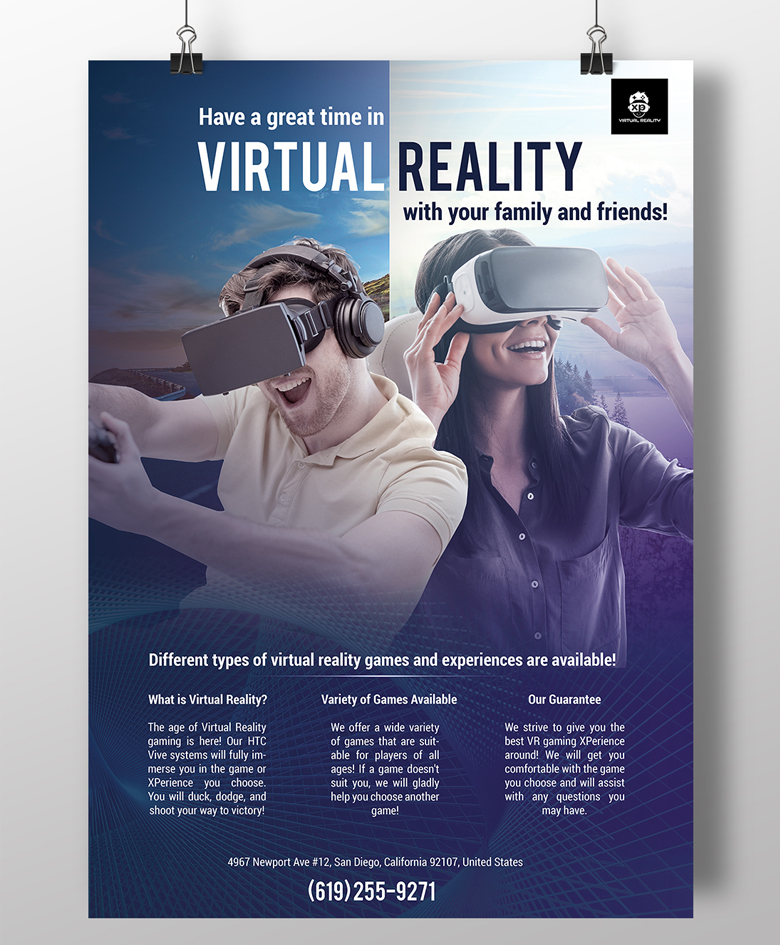 XP
VIRTUAL REALITY
Have a great time in
VIRTUAL REALITY
with your family and friends!
Different types of virtual reality games and experiences are available!
What is Virtual Reality?
The age of Virtual Reality
gaming is here! Our HTC
Vive systems will fully im-
merse you in the game or
XPerience you choose.
You will duck, dodge, and
shoot your way to victory!
Variety of Games Available
We offer a wide variety
of games that are suit-
able for players of all
ages! If a game doesn't
suit you, we will gladly
help you choose another
game!
Our Guarantee
We strive to give you the
best VR gaming XPerience
around! We will get you
comfortable with the game
you choose and will assist
with any questions you
may have.
4967 Newport Ave #12, San Diego, California 92107, United States
(619)255-9271